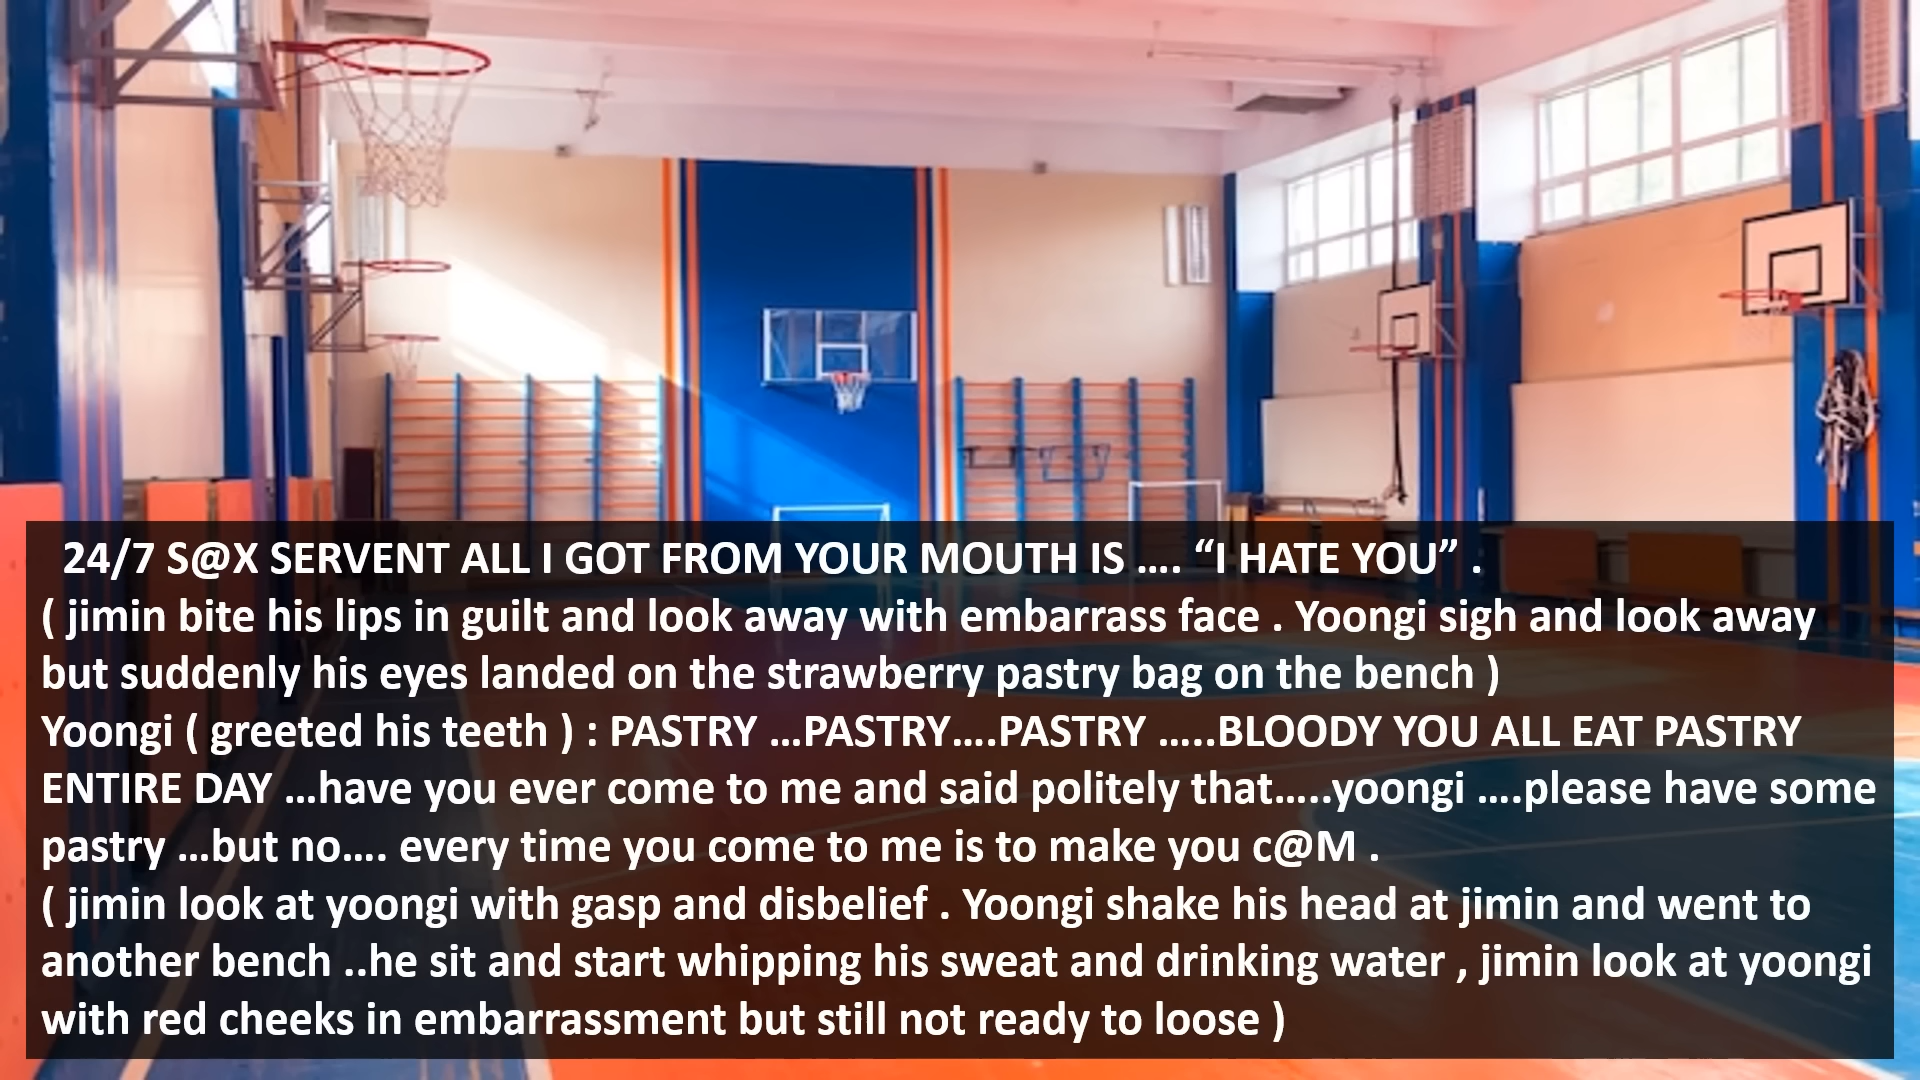 24/7 S@X SERVENT ALL I GOT FROM YOUR MOUTH IS .... “I HATE YOU” .
( jimin bite his lips in guilt and look away with embarrass face . Yoongi sigh and look away
but suddenly his eyes landed on the strawberry pastry bag on the bench )
Yoongi ( greeted his teeth ) : PASTRY ...PASTRY....PASTRY .....BLOODY YOU ALL EAT PASTRY
ENTIRE DAY ...have you ever come to me and said politely that.....yoongi ....please have some
pastry ...but no.... every time you come to me is to make you c@M .
( jimin look at yoongi with gasp and disbelief . Yoongi shake his head at jimin and went to
another bench ..he sit and start whipping his sweat and drinking water , jimin look at yoongi
with red cheeks in embarrassment but still not ready to loose )